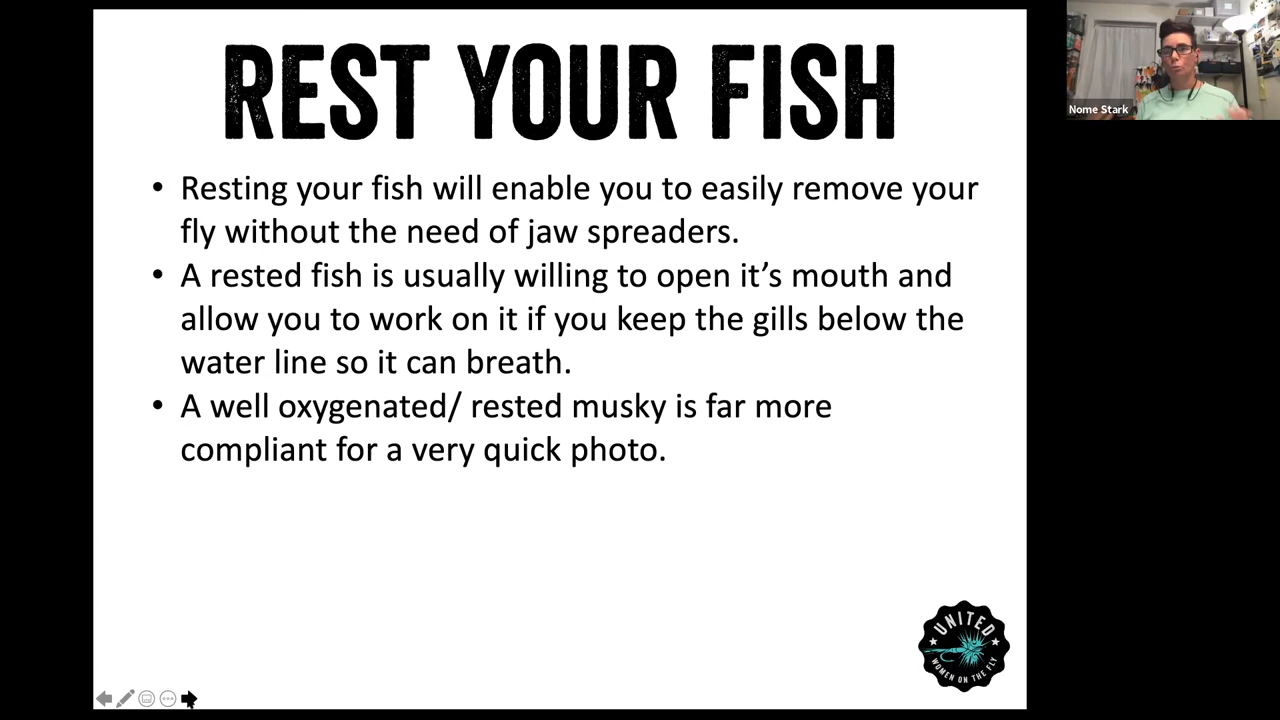 REST YOUR FISH
Nome Stark
• Resting your fish will enable you to easily remove your
fly without the need of jaw spreaders.
• A rested fish is usually willing to open it’s mouth and
allow you to work on it if you keep the gills below the
water line so it can breath.
• A well oxygenated/ rested musky is far more
compliant for a very quick photo.
UNITED
WOMEN ON THE FLY